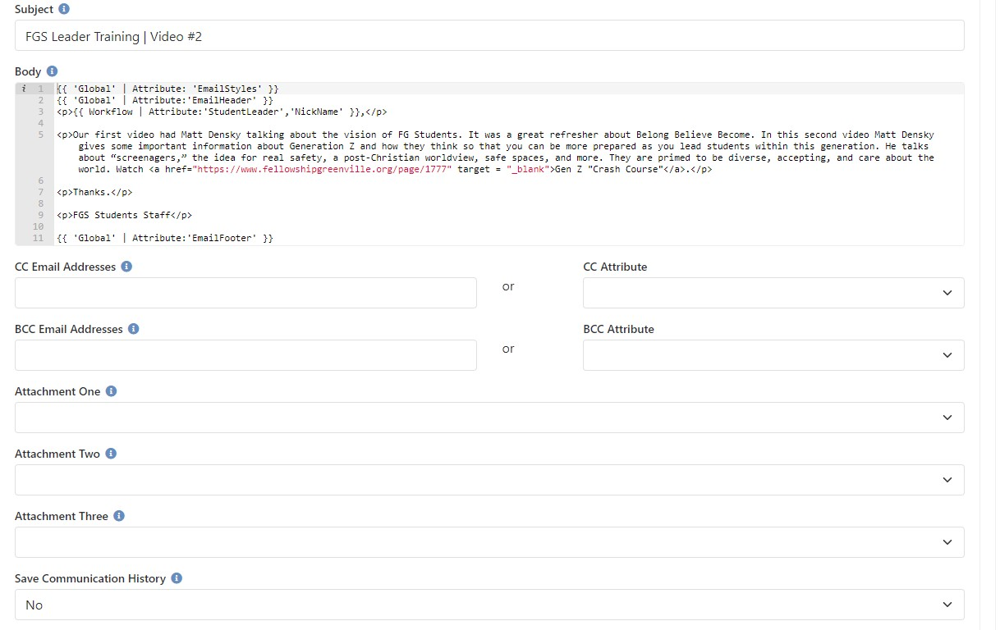 Subject
FGS Leader Training | Video #2
Body
i 1 {{ 'Global' | Attribute: 'EmailStyles' }}
2 {{ 'Global' | Attribute:'EmailHeader' }}
3 <p>{{ Workflow | Attribute:'StudentLeader','NickName' }},</p>
4
5 <p>Our first video had Matt Densky talking about the vision of FG Students. It was a great refresher about Belong Believe Become. In this second video Matt Densky
gives some important information about Generation Z and how they think so that you can be more prepared as you lead students within this generation. He talks
about “screenagers,” the idea for real safety, a post-Christian worldview, safe spaces, and more. They are primed to be diverse, accepting, and care about the
world. Watch <a href="https://www.fellowshipgreenville.org/page/1777" target = "_blank">Gen Z "Crash Course"</a>.</p>
6
7 <p>Thanks.</p>
8
9 <p>FGS Students Staff</p>
10
11 {{ 'Global' | Attribute:'EmailFooter' }}
CC Email Addresses
or
CC Attribute
BCC Email Addresses
or
BCC Attribute
Attachment One
Attachment Two
Attachment Three
Save Communication History
No